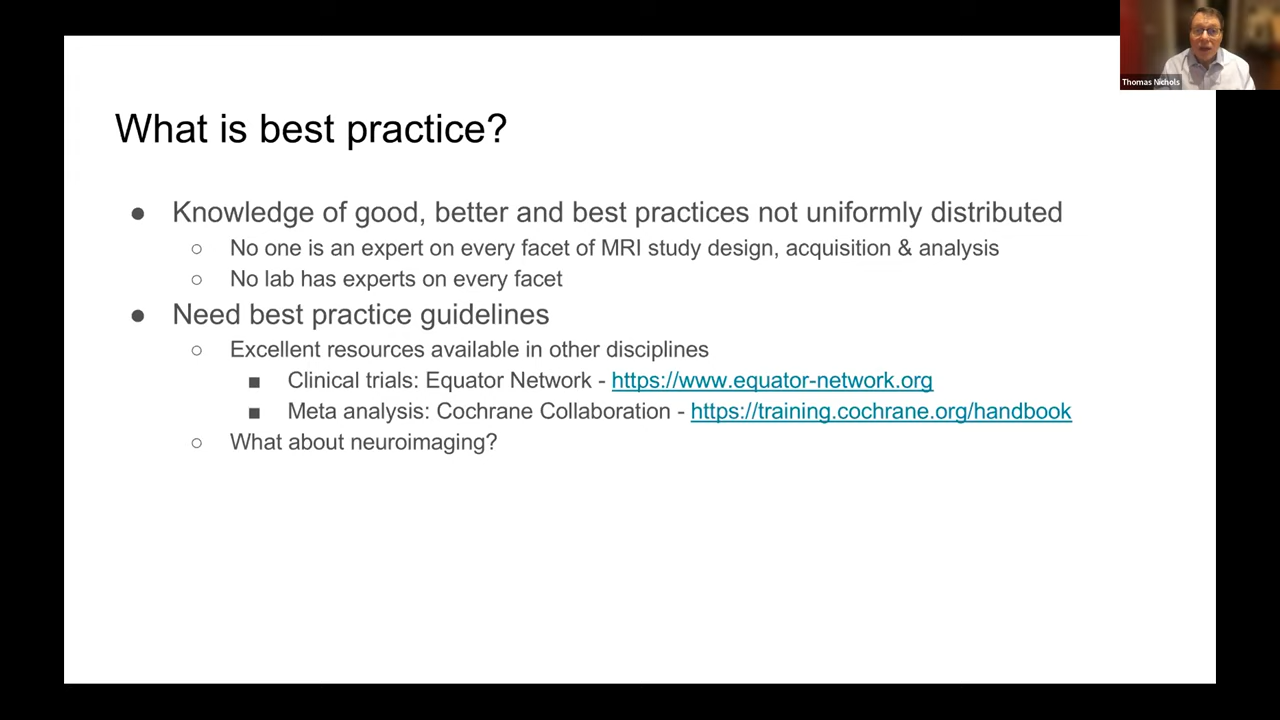 Thomas Nichols
What is best practice?
● Knowledge of good, better and best practices not uniformly distributed
○ No one is an expert on every facet of MRI study design, acquisition & analysis
○ No lab has experts on every facet
● Need best practice guidelines
○ Excellent resources available in other disciplines
■ Clinical trials: Equator Network - https://www.equator-network.org
■ Meta analysis: Cochrane Collaboration - https://training.cochrane.org/handbook
○ What about neuroimaging?